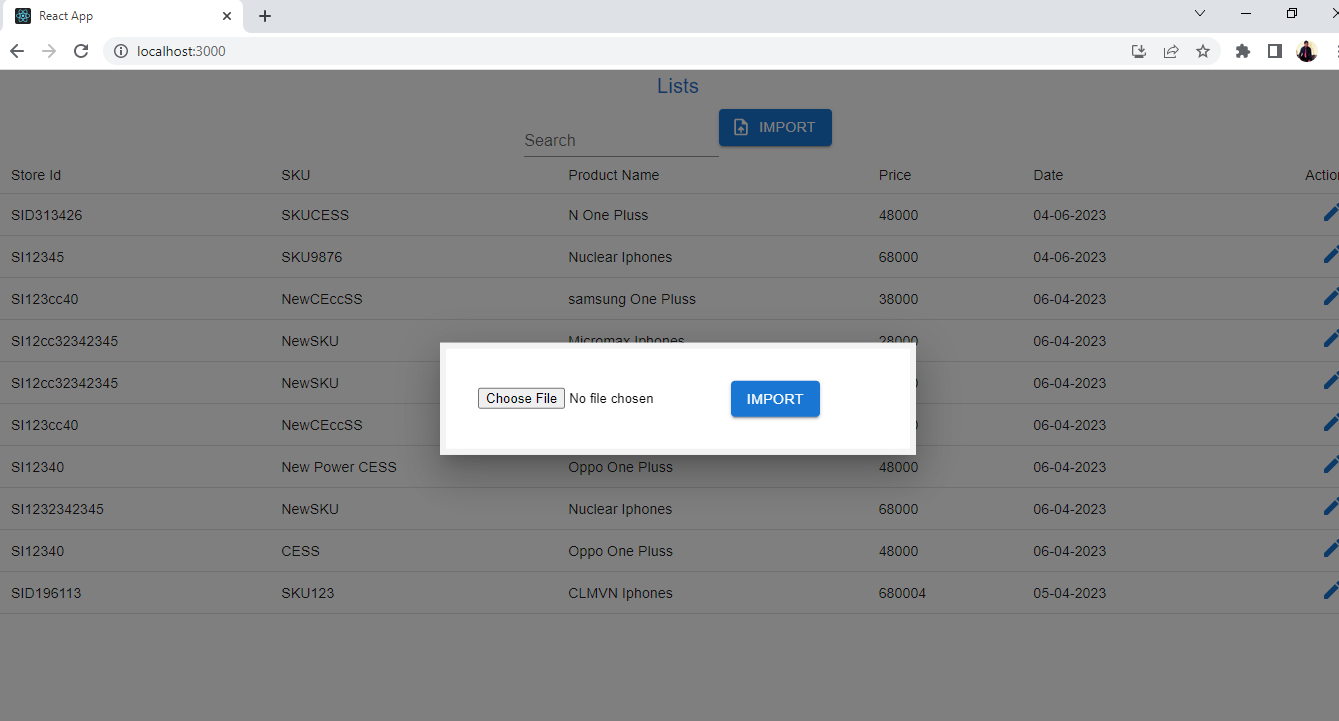 React App
localhost:3000
Lists
Search IMPORT
Store Id SKU Product Name Price Date Action
SID313426 SKUCESS N One Pluss 48000 04-06-2023
SI12345 SKU9876 Nuclear Iphones 68000 04-06-2023
SI123cc40 NewCEccSS samsung One Pluss 38000 06-04-2023
SI12cc32342345 NewSKU Micromax Iphones 28000 06-04-2023
SI12cc32342345 NewSKU 06-04-2023
Choose File No file chosen IMPORT
SI123cc40 NewCEccSS 06-04-2023
SI12340 New Power CESS Oppo One Pluss 48000 06-04-2023
SI1232342345 NewSKU Nuclear Iphones 68000 06-04-2023
SI12340 CESS Oppo One Pluss 48000 06-04-2023
SID196113 SKU123 CLMVN Iphones 680004 05-04-2023